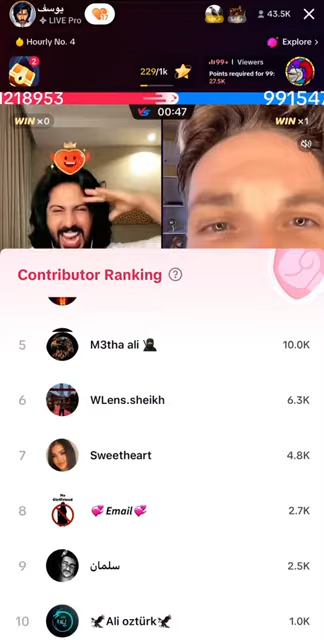 يوسف
LIVE Pro
43.5K
Hourly No. 4
Explore >
2
229/1k
99+ | Viewers
Points required for 99:
27.5K
1218953
991547
WIN ×0
VS 00:47
WIN ×1
Contributor Ranking ?
5 M3tha ali 10.0K
6 WLens.sheikh 6.3K
7 Sweetheart 4.8K
8 Email 2.7K
9 سلمان 2.5K
10 Ali oztürk 1.0K